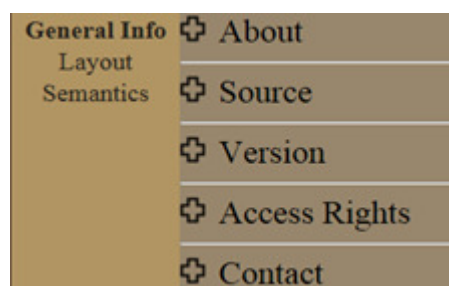 General Info
Layout
Semantics
About
Source
Version
Access Rights
Contact